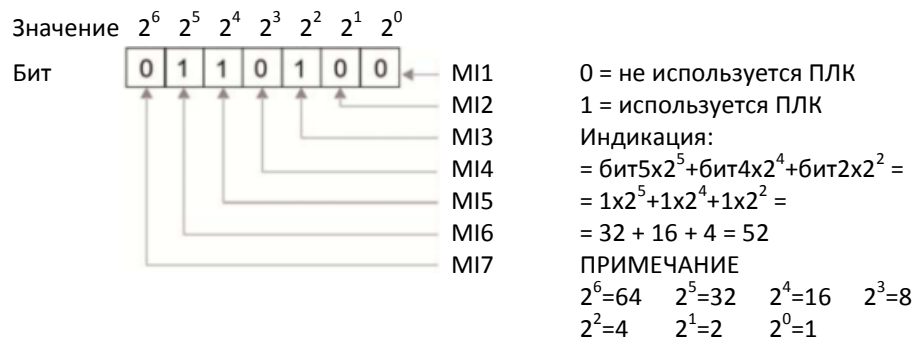 Значение 2^6 2^5 2^4 2^3 2^2 2^1 2^0
Бит 0 1 1 0 1 0 0 MI1 0 = не используется ПЛК
MI2 1 = используется ПЛК
MI3 Индикация:
MI4 = бит5x2^5+бит4x2^4+бит2x2^2 =
MI5 = 1x2^5+1x2^4+1x2^2 =
MI6 = 32 + 16 + 4 = 52
MI7 ПРИМЕЧАНИЕ
2^6=64 2^5=32 2^4=16 2^3=8
2^2=4 2^1=2 2^0=1